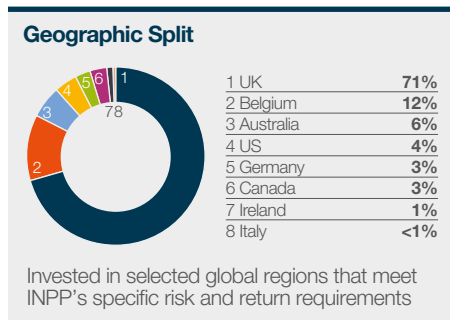 Geographic Split
1
2
3
4
5
6
78
1 UK 71%
2 Belgium 12%
3 Australia 6%
4 US 4%
5 Germany 3%
6 Canada 3%
7 Ireland 1%
8 Italy <1%
Invested in selected global regions that meet
INPP's specific risk and return requirements